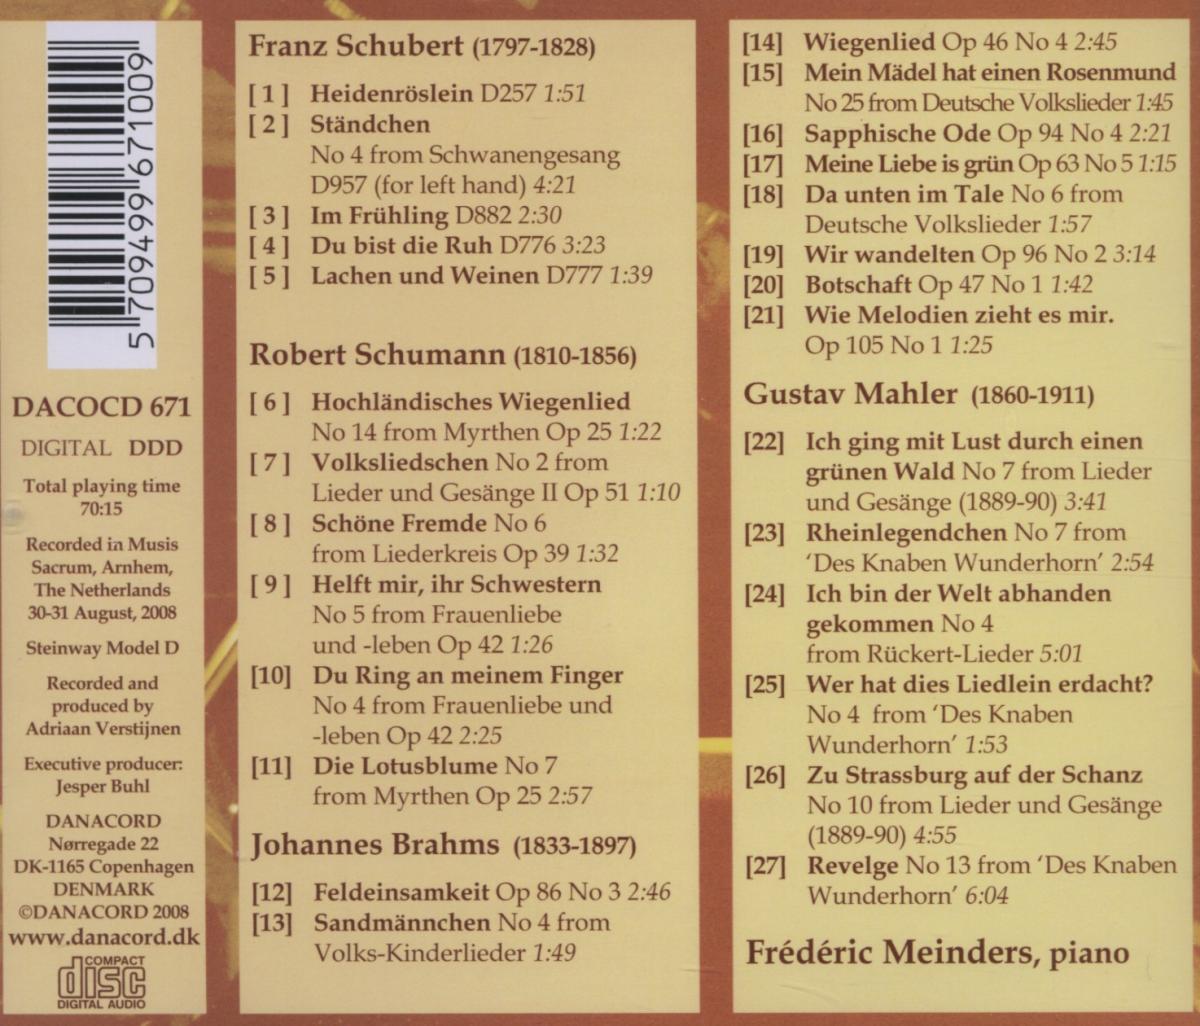 5 709499 671009
DACOCD 671
DIGITAL DDD
Total playing time
70:15
Recorded in Musis
Sacrum, Arnhem,
The Netherlands
30-31 August, 2008
Steinway Model D
Recorded and
produced by
Adriaan Verstijnen
Executive producer:
Jesper Buhl
DANACORD
Nørregade 22
DK-1165 Copenhagen
DENMARK
©DANACORD 2008
www.danacord.dk
COMPACT
disc
DIGITAL AUDIO
Franz Schubert (1797-1828)
[ 1 ] Heidenröslein D257 1:51
[ 2 ] Ständchen
No 4 from Schwanengesang
D957 (for left hand) 4:21
[ 3 ] Im Frühling D882 2:30
[ 4 ] Du bist die Ruh D776 3:23
[ 5 ] Lachen und Weinen D777 1:39
Robert Schumann (1810-1856)
[ 6 ] Hochländisches Wiegenlied
No 14 from Myrthen Op 25 1:22
[ 7 ] Volksliedschen No 2 from
Lieder und Gesänge II Op 51 1:10
[ 8 ] Schöne Fremde No 6
from Liederkreis Op 39 1:32
[ 9 ] Helft mir, ihr Schwestern
No 5 from Frauenliebe
und -leben Op 42 1:26
[10] Du Ring an meinem Finger
No 4 from Frauenliebe und
-leben Op 42 2:25
[11] Die Lotusblume No 7
from Myrthen Op 25 2:57
Johannes Brahms (1833-1897)
[12] Feldeinsamkeit Op 86 No 3 2:46
[13] Sandmännchen No 4 from
Volks-Kinderlieder 1:49
[14] Wiegenlied Op 46 No 4 2:45
[15] Mein Mädel hat einen Rosenmund
No 25 from Deutsche Volkslieder 1:45
[16] Sapphische Ode Op 94 No 4 2:21
[17] Meine Liebe is grün Op 63 No 5 1:15
[18] Da unten im Tale No 6 from
Deutsche Volkslieder 1:57
[19] Wir wandelten Op 96 No 2 3:14
[20] Botschaft Op 47 No 1 1:42
[21] Wie Melodien zieht es mir.
Op 105 No 1 1:25
Gustav Mahler (1860-1911)
[22] Ich ging mit Lust durch einen
grünen Wald No 7 from Lieder
und Gesänge (1889-90) 3:41
[23] Rheinlegendchen No 7 from
‘Des Knaben Wunderhorn’ 2:54
[24] Ich bin der Welt abhanden
gekommen No 4
from Rückert-Lieder 5:01
[25] Wer hat dies Liedlein erdacht?
No 4 from ‘Des Knaben
Wunderhorn’ 1:53
[26] Zu Strassburg auf der Schanz
No 10 from Lieder und Gesänge
(1889-90) 4:55
[27] Revelge No 13 from ‘Des Knaben
Wunderhorn’ 6:04
Frédéric Meinders, piano